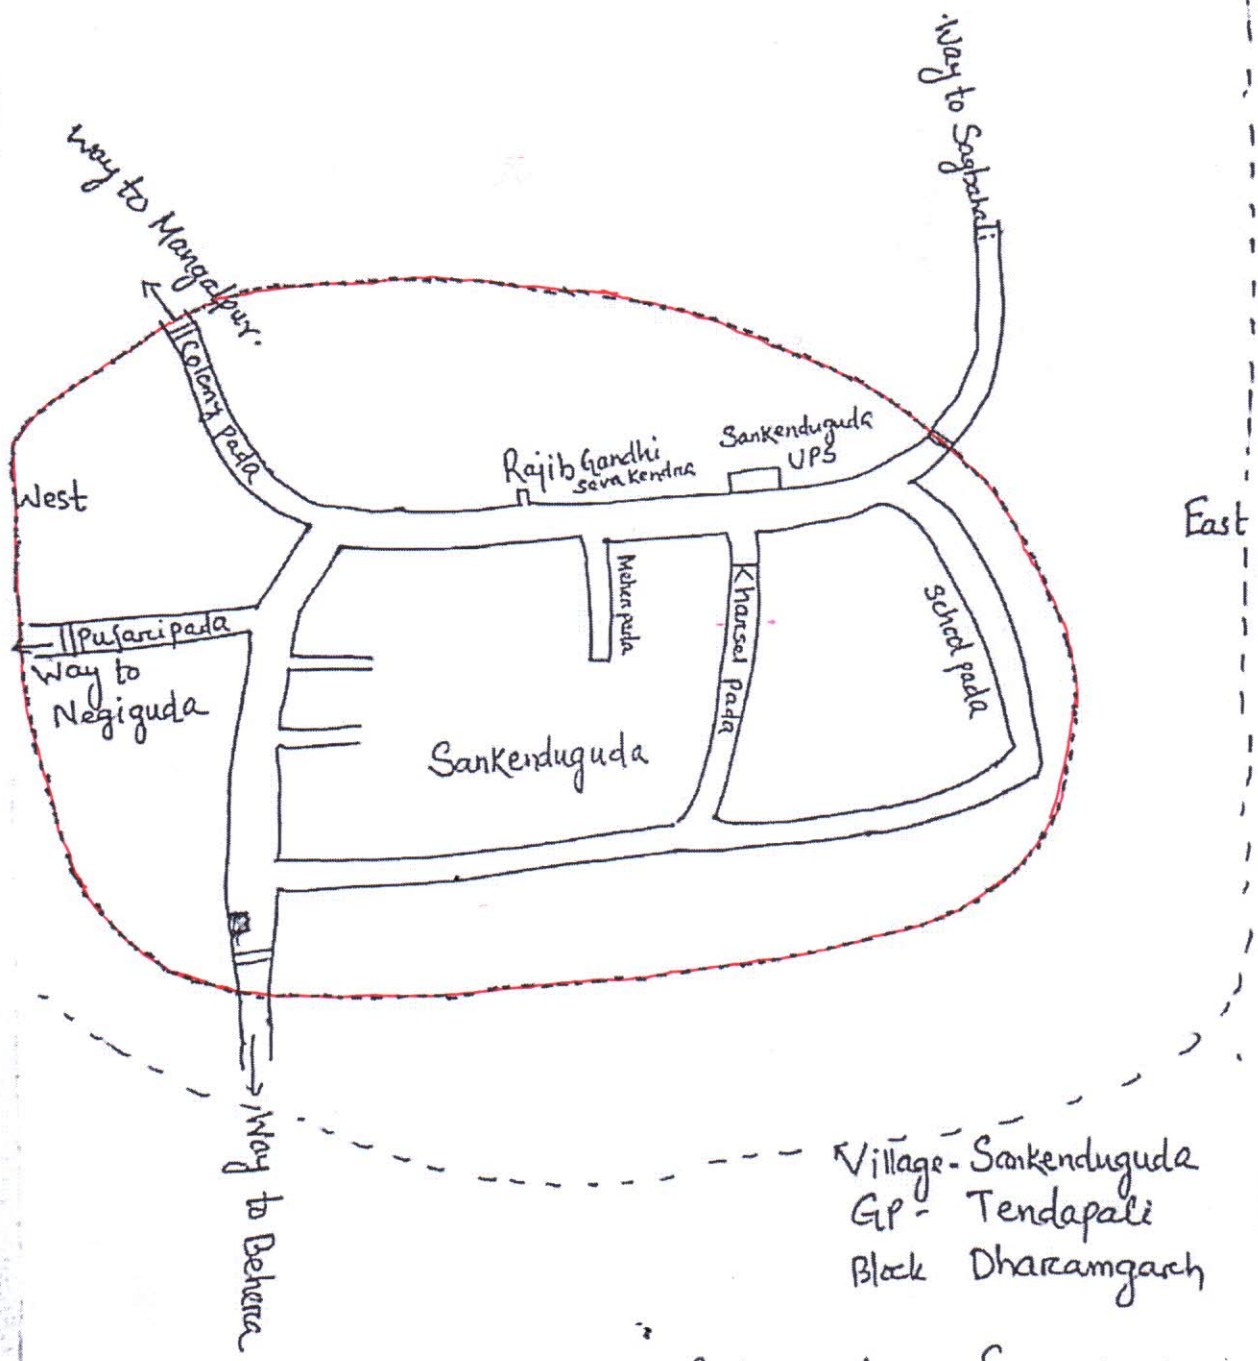 Way to Sagbahali
Way to Mangalpur.
Colony Pada
Rajib Gandhi
seva kendra
Sankenduguda
UPS
West
East
Meher pada
Kharsel Pada
School pada
Pujaripada
Way to
Negiguda
Sankenduguda
Way to Behera
Village - Sankenduguda
GP - Tendapali
Block Dharamgarh